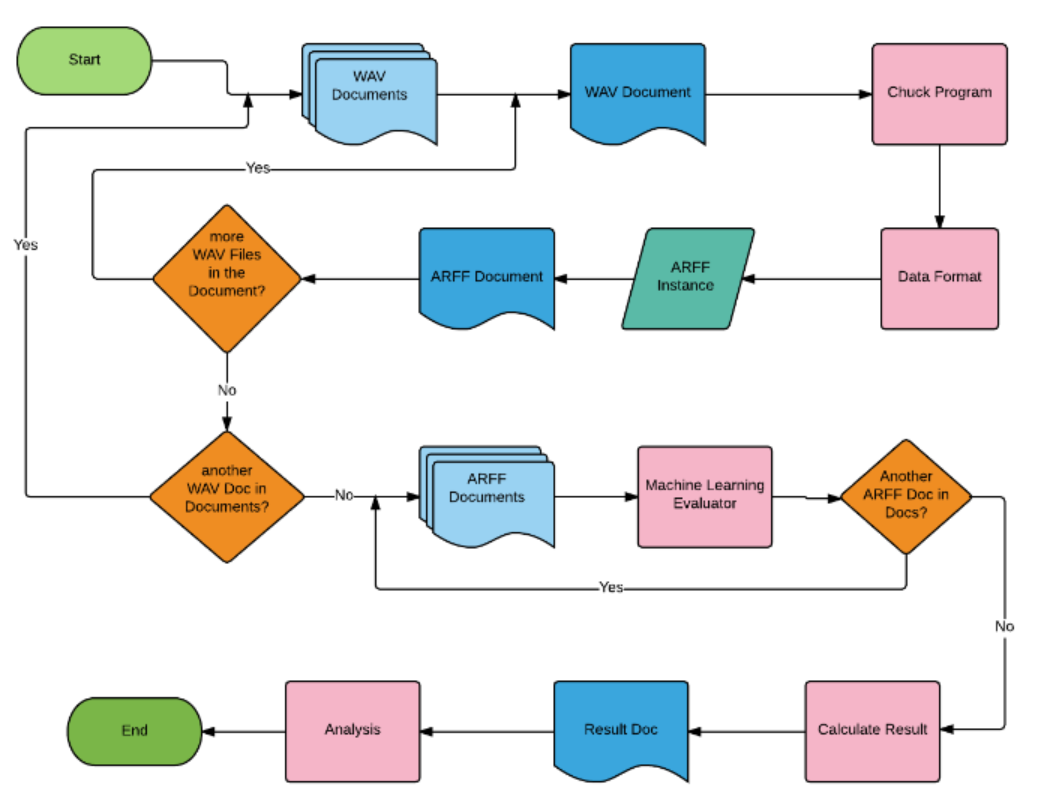 Start
WAV
Documents
WAV Document
Chuck Program
Yes
Yes
more
WAV Files
in the
Document?
ARFF Document
ARFF
Instance
Data Format
No
another
WAV Doc in
Documents?
No
ARFF
Documents
Machine Learning
Evaluator
Another
ARFF Doc in
Docs?
Yes
No
End
Analysis
Result Doc
Calculate Result